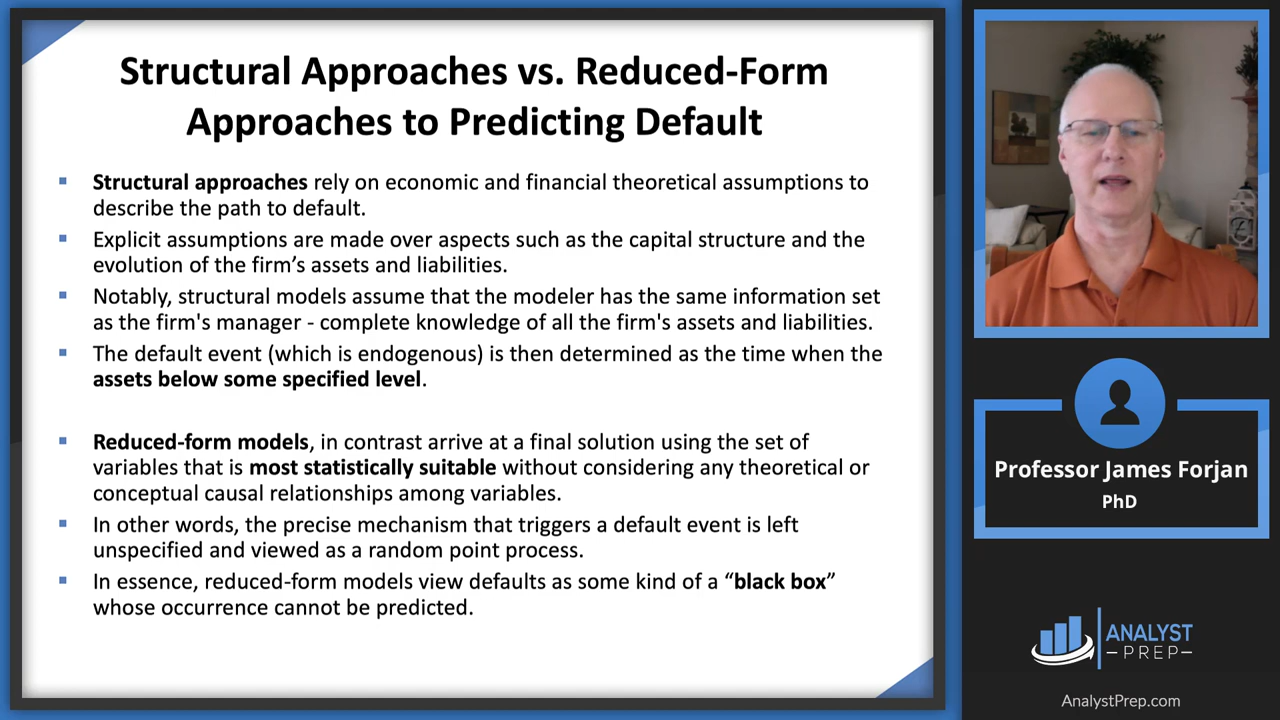 Structural Approaches vs. Reduced-Form
Approaches to Predicting Default
▪ Structural approaches rely on economic and financial theoretical assumptions to
describe the path to default.
▪ Explicit assumptions are made over aspects such as the capital structure and the
evolution of the firm’s assets and liabilities.
▪ Notably, structural models assume that the modeler has the same information set
as the firm's manager - complete knowledge of all the firm's assets and liabilities.
▪ The default event (which is endogenous) is then determined as the time when the
assets below some specified level.
▪ Reduced-form models, in contrast arrive at a final solution using the set of
variables that is most statistically suitable without considering any theoretical or
conceptual causal relationships among variables.
▪ In other words, the precise mechanism that triggers a default event is left
unspecified and viewed as a random point process.
▪ In essence, reduced-form models view defaults as some kind of a “black box”
whose occurrence cannot be predicted.
Professor James Forjan
PhD
ANALYST
PREP
AnalystPrep.com